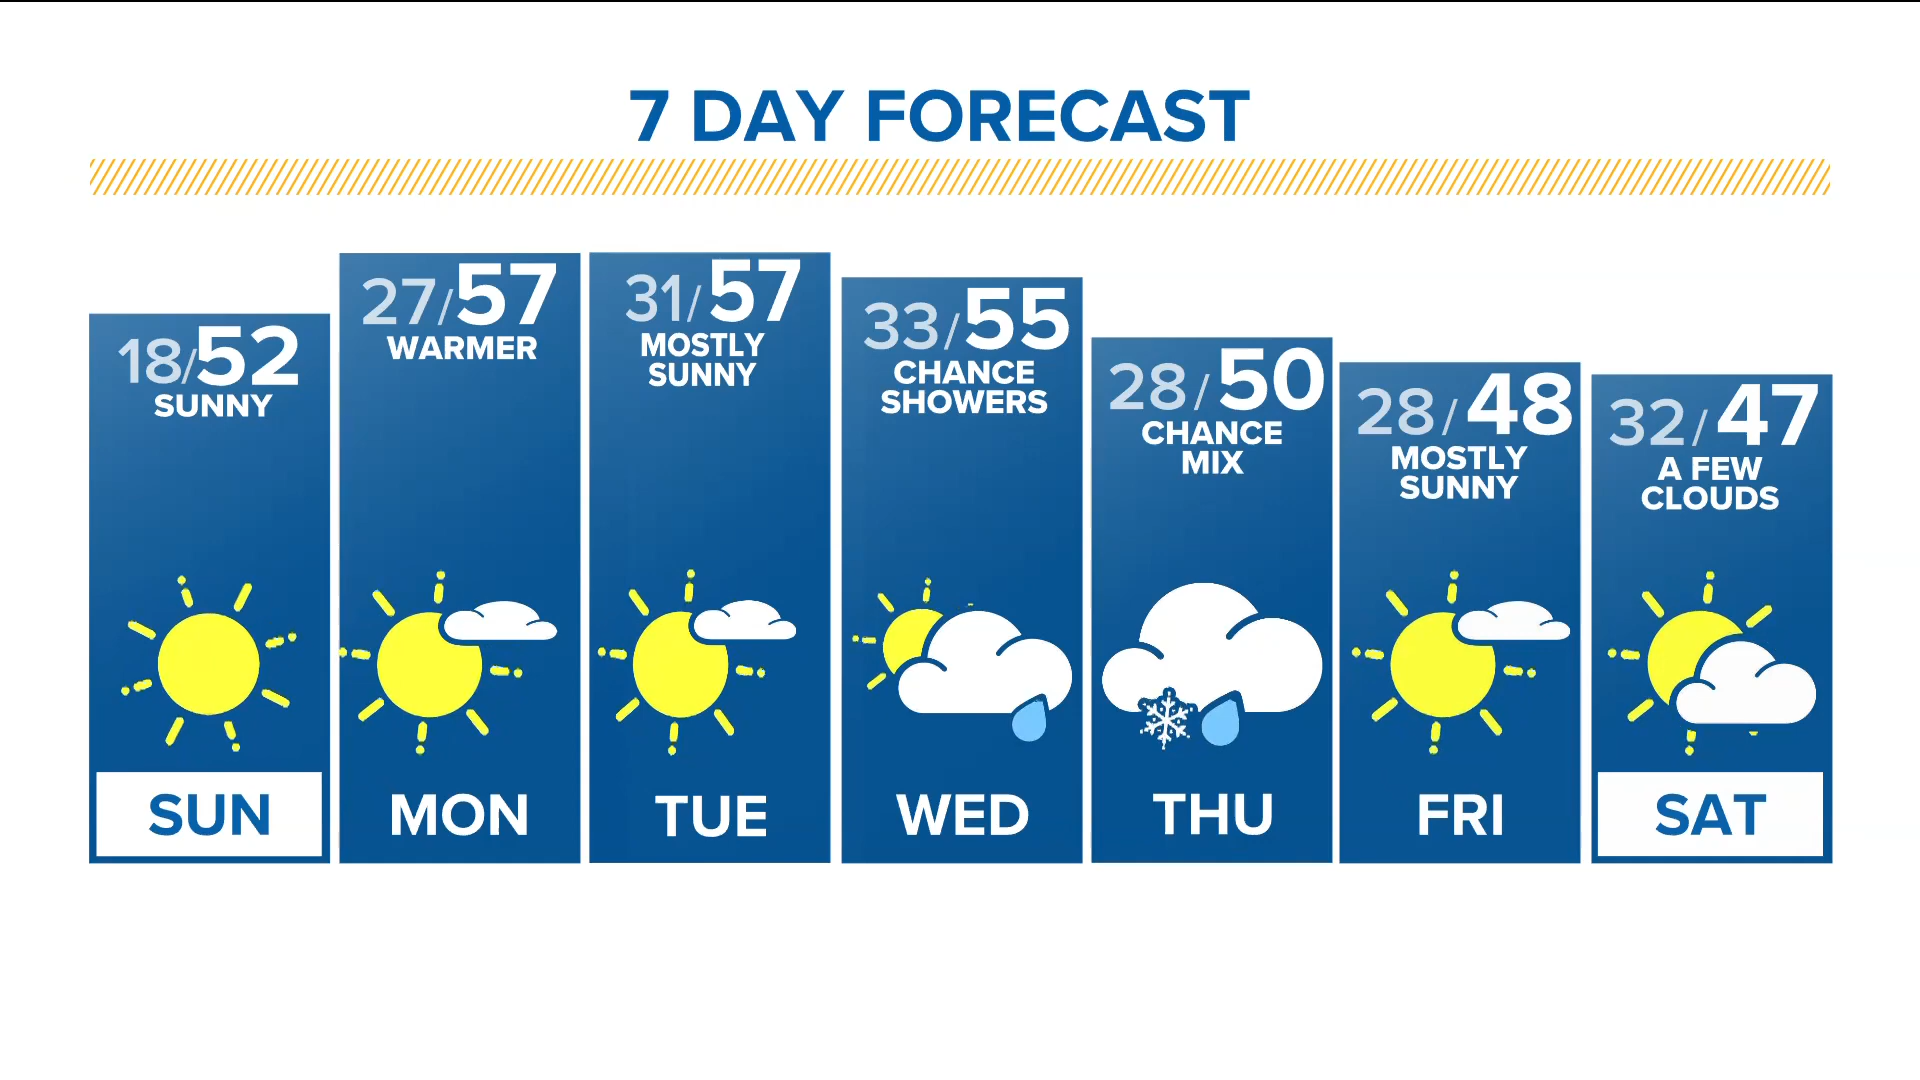 7 DAY FORECAST
18/52
SUNNY
SUN
27/57
WARMER
MON
31/57
MOSTLY
SUNNY
TUE
33/55
CHANCE
SHOWERS
WED
28/50
CHANCE
MIX
THU
28/48
MOSTLY
SUNNY
FRI
32/47
A FEW
CLOUDS
SAT